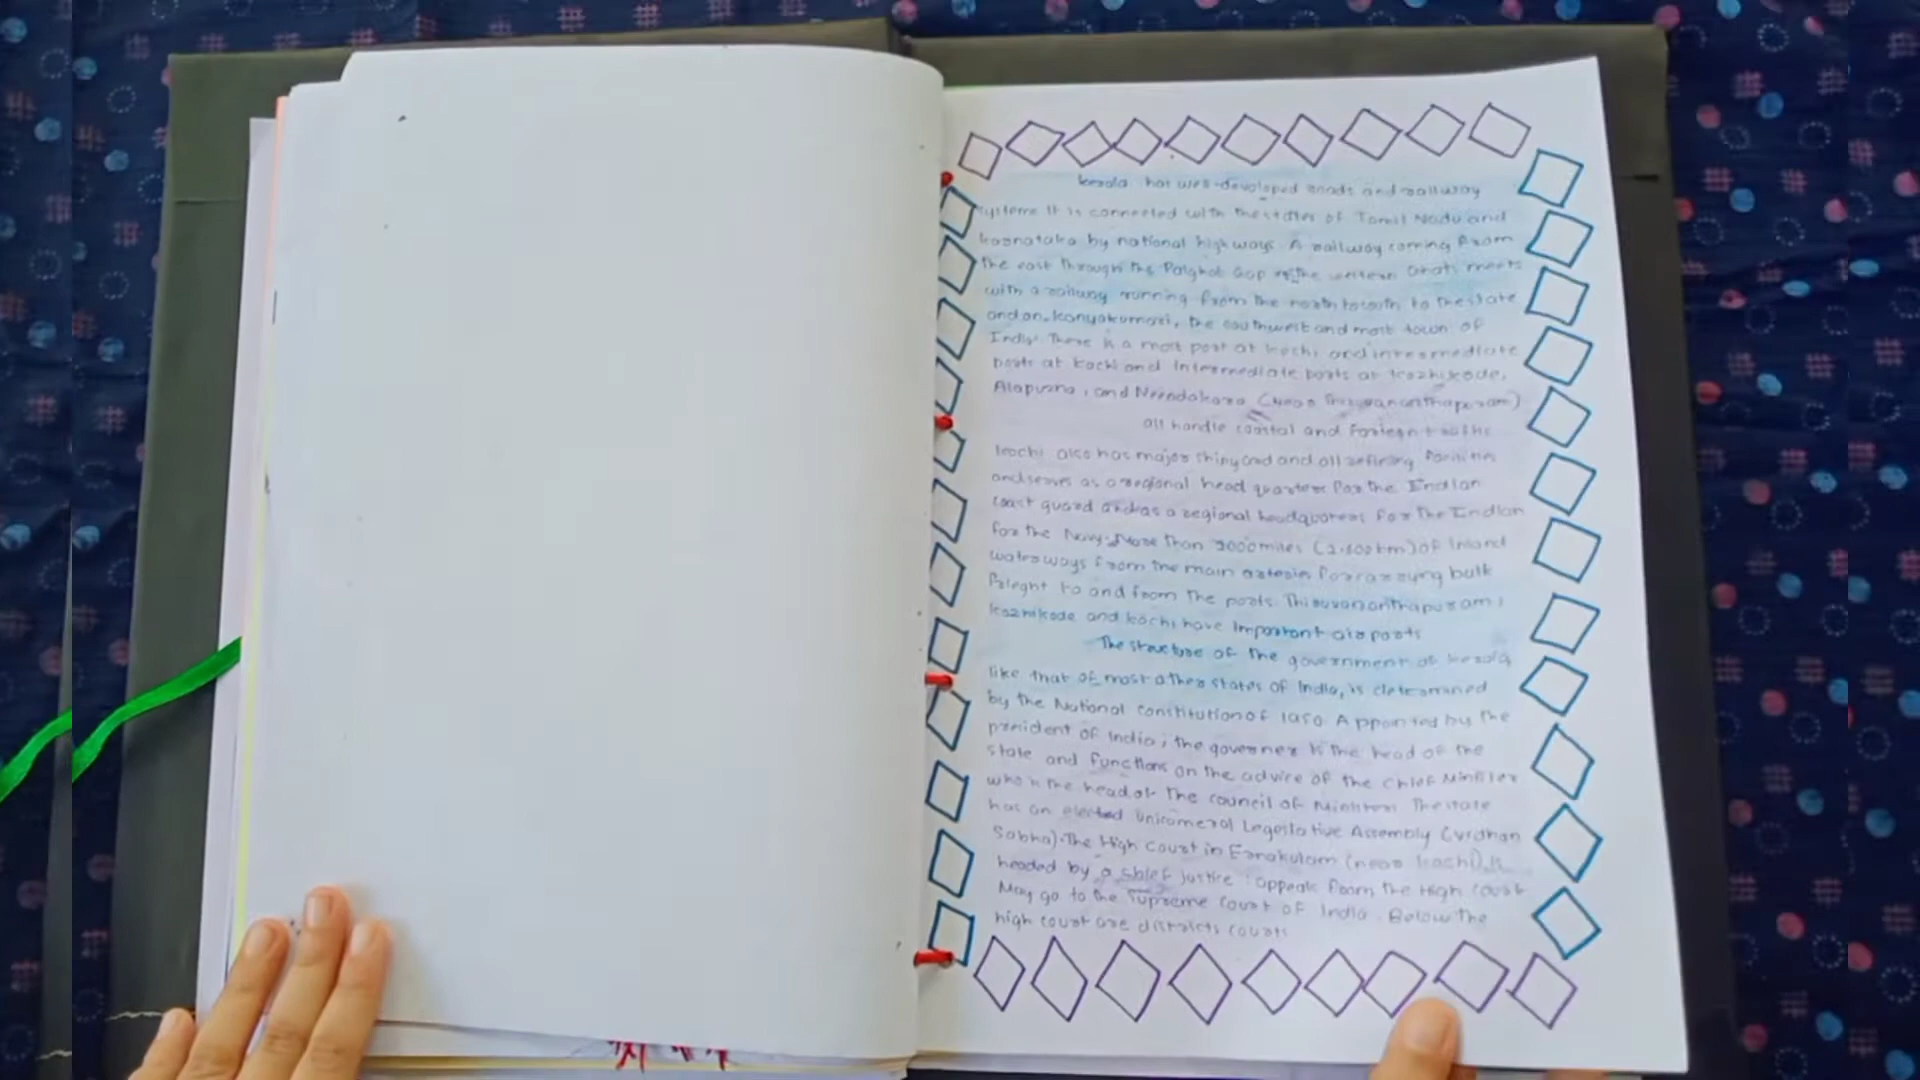 kerala has well-developed roads and railway
systems It is connected with the states of Tamil Nadu and
karnataka by national highways. A railway coming from
the east through the Palghat Gap of the western Ghats meets
with a railway running from the north to south to the state
and on kanyakumari, the southwest and most town of
India. There is a most port at kochi and intermediate
ports at kochi and intermediate ports at kozhikode,
Alapuzna, and Neendakara (near Thiruvananthapuram)
all handle coastal and foriegn traffic
kochi also has major shipyard and oil refining facilities
and serves as a regional head quarters for the Indian
coast guard and as a regional headquarters for the Indian
for the Navy. More than (2.600 km) of inland
waterways from the main arteries for carrying bulk
freight to and from the ports. Thiruvananthapuram,
kozhikode and kochi have important airports
The structure of the government of kerala,
like that of most other states of India, is determined
by the National constitution of 1950. Appointed by the
president of India, the governer is the head of the
state and functions on the advice of the chief Minister
who is the head of the council of Ministers. The state
has an elected unicameral Legeslative Assembly (vidhan
Sabha). The High court in Ernakulam (near kochi), is
headed by a chief justice : appeals from the High court
May go to the Supreme court of India. Below the
high court are districts courts